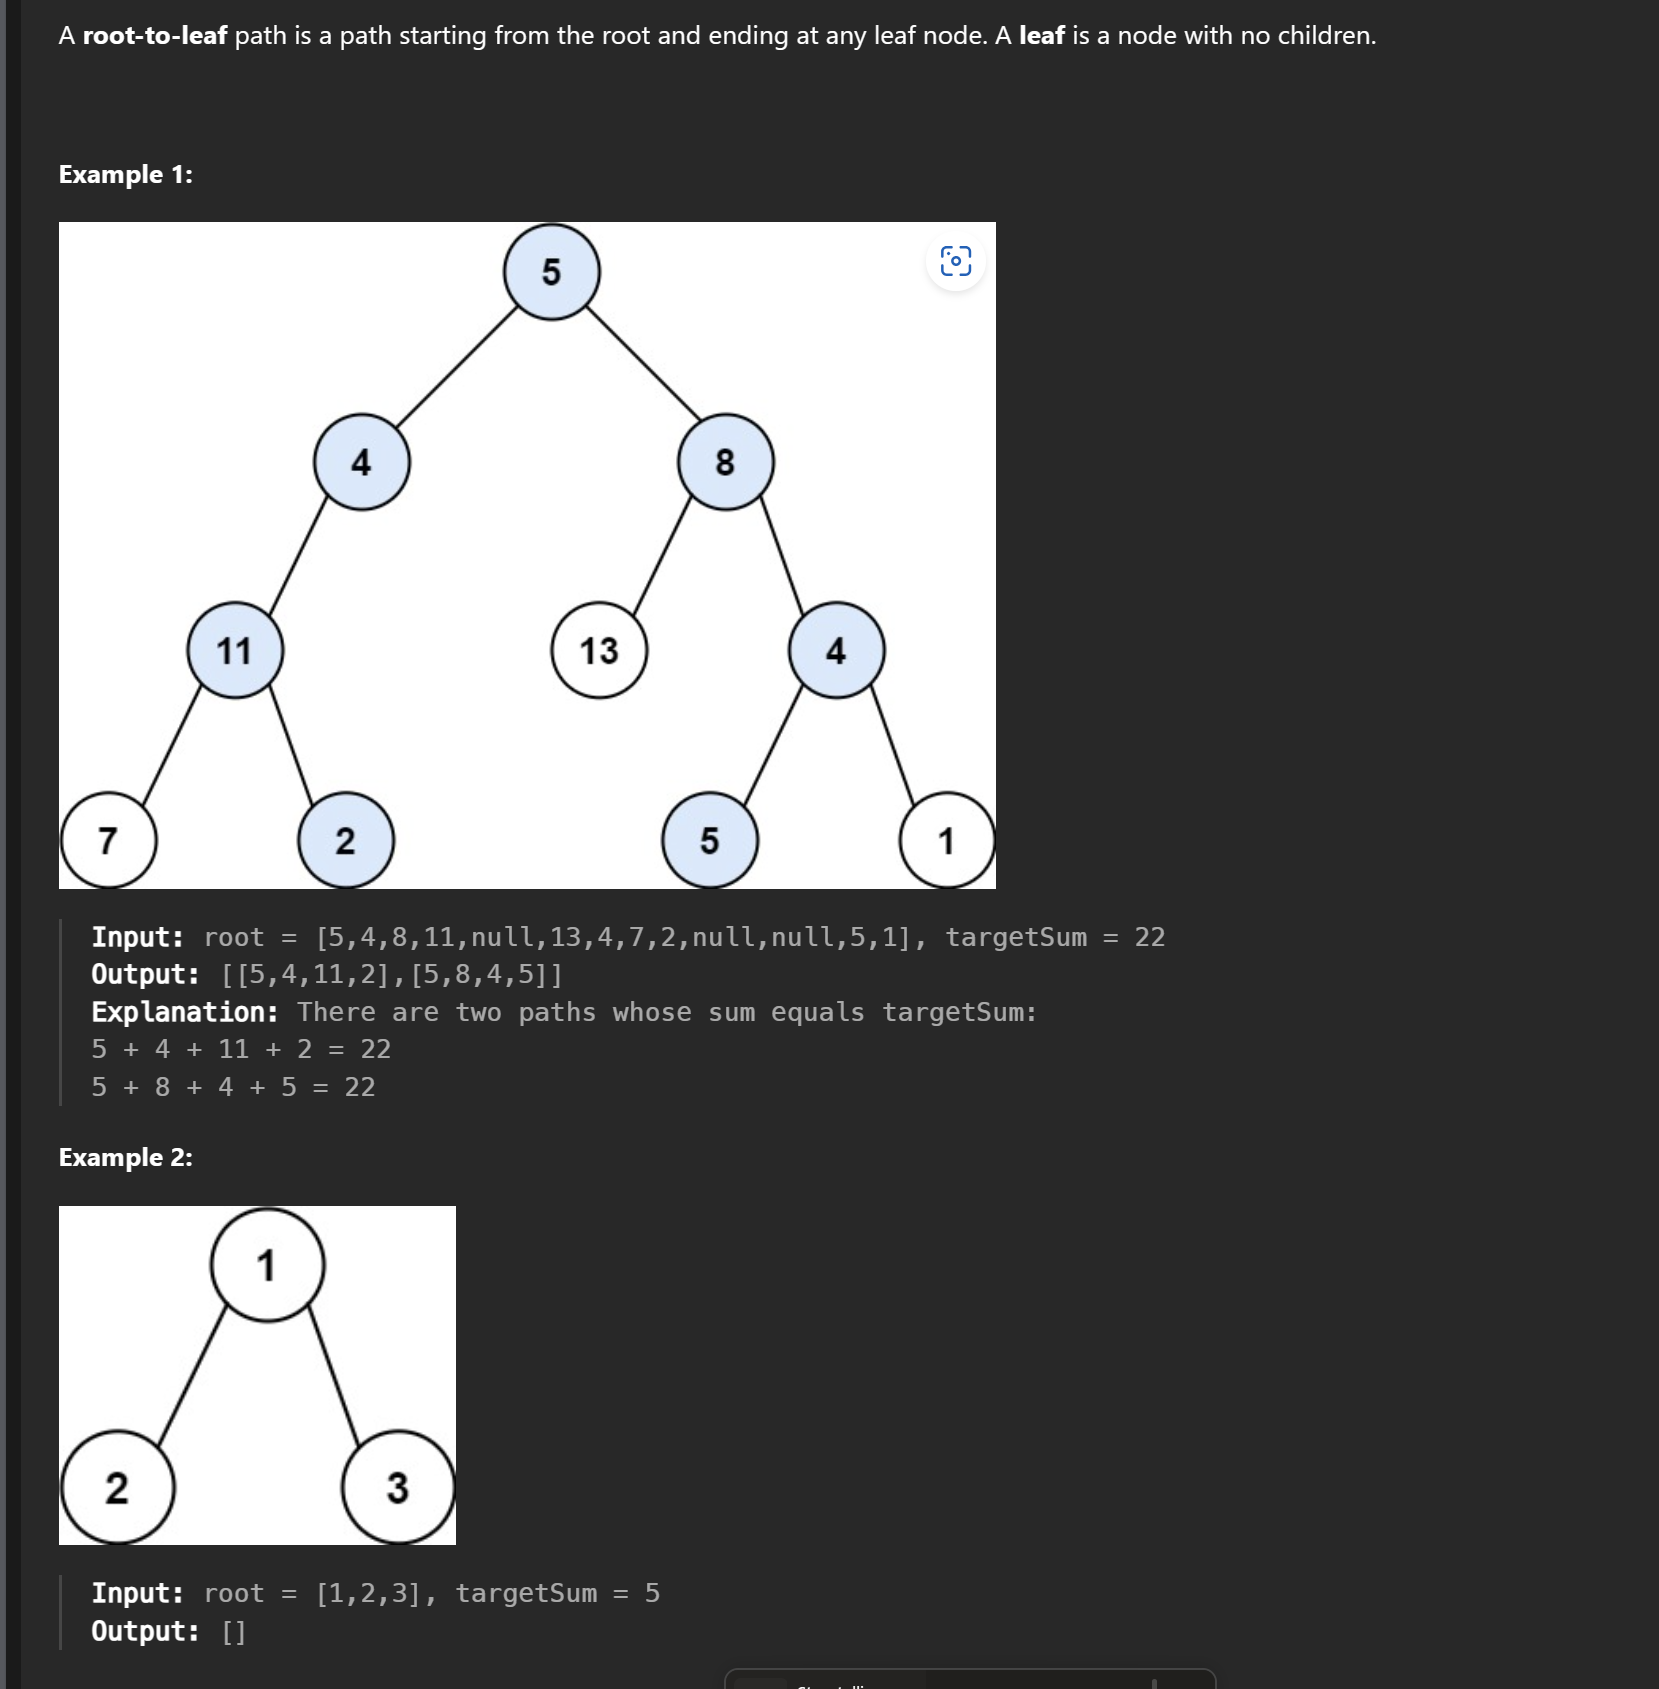 A root-to-leaf path is a path starting from the root and ending at any leaf node. A leaf is a node with no children.
Example 1:
5
4 8
11 13 4
7 2 5 1
Input: root = [5,4,8,11,null,13,4,7,2,null,null,5,1], targetSum = 22
Output: [[5,4,11,2],[5,8,4,5]]
Explanation: There are two paths whose sum equals targetSum:
5 + 4 + 11 + 2 = 22
5 + 8 + 4 + 5 = 22
Example 2:
1
2 3
Input: root = [1,2,3], targetSum = 5
Output: []